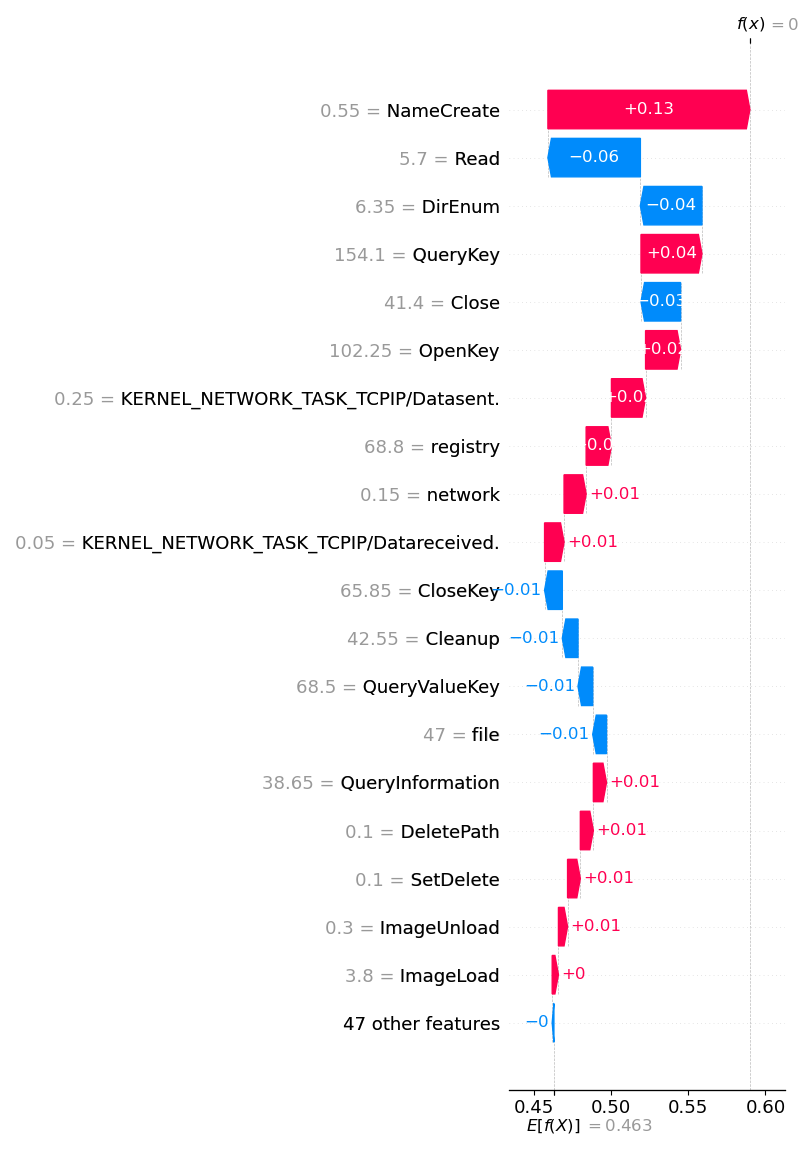 f(x) = 0
0.55 = NameCreate
+0.13
5.7 = Read
−0.06
6.35 = DirEnum
−0.04
154.1 = QueryKey
+0.04
41.4 = Close
−0.03
102.25 = OpenKey
+0.02
0.25 = KERNEL_NETWORK_TASK_TCPIP/Datasent.
+0.0
68.8 = registry
0.0
0.15 = network
+0.01
0.05 = KERNEL_NETWORK_TASK_TCPIP/Datareceived.
+0.01
65.85 = CloseKey
−0.01
42.55 = Cleanup
−0.01
68.5 = QueryValueKey
−0.01
47 = file
−0.01
38.65 = QueryInformation
+0.01
0.1 = DeletePath
+0.01
0.1 = SetDelete
+0.01
0.3 = ImageUnload
+0.01
3.8 = ImageLoad
+0
47 other features
−0
0.45 0.50 0.55 0.60
E[f(X)] = 0.463